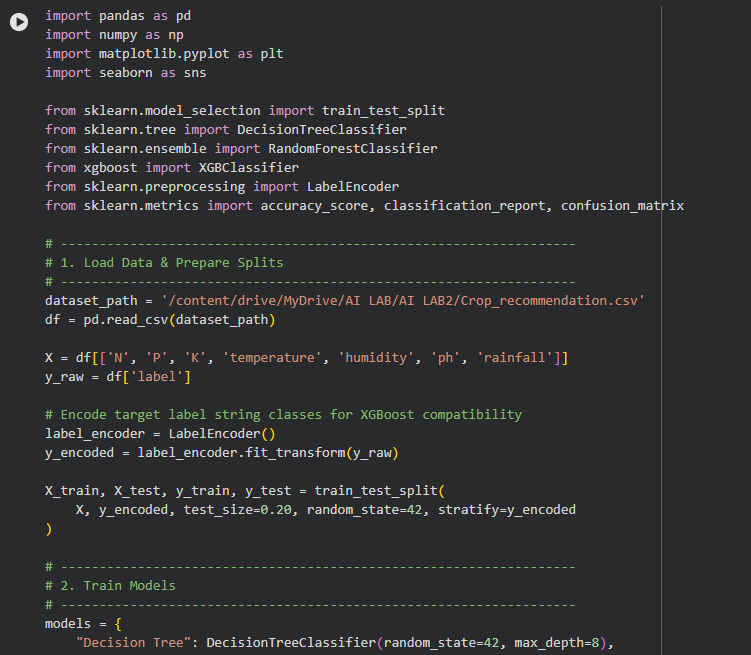 import pandas as pd
import numpy as np
import matplotlib.pyplot as plt
import seaborn as sns

from sklearn.model_selection import train_test_split
from sklearn.tree import DecisionTreeClassifier
from sklearn.ensemble import RandomForestClassifier
from xgboost import XGBClassifier
from sklearn.preprocessing import LabelEncoder
from sklearn.metrics import accuracy_score, classification_report, confusion_matrix

# -------------------------------------------------------------------
# 1. Load Data & Prepare Splits
# -------------------------------------------------------------------
dataset_path = '/content/drive/MyDrive/AI LAB/AI LAB2/Crop_recommendation.csv'
df = pd.read_csv(dataset_path)

X = df[['N', 'P', 'K', 'temperature', 'humidity', 'ph', 'rainfall']]
y_raw = df['label']

# Encode target label string classes for XGBoost compatibility
label_encoder = LabelEncoder()
y_encoded = label_encoder.fit_transform(y_raw)

X_train, X_test, y_train, y_test = train_test_split(
    X, y_encoded, test_size=0.20, random_state=42, stratify=y_encoded
)

# -------------------------------------------------------------------
# 2. Train Models
# -------------------------------------------------------------------
models = {
    "Decision Tree": DecisionTreeClassifier(random_state=42, max_depth=8),